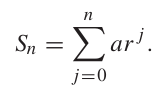 $S_n = \sum_{j=0}^{n} ar^j.$